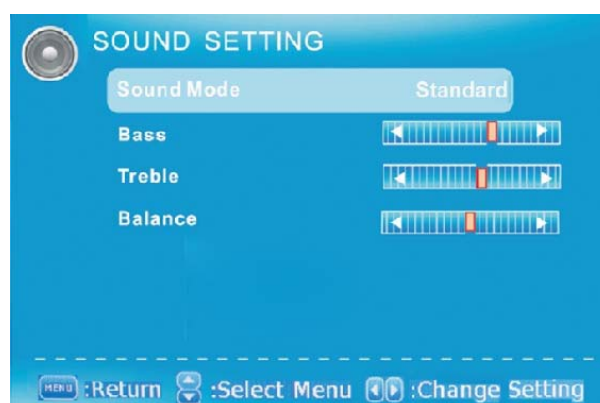 SOUND SETTING
Sound Mode Standard
Bass
Treble
Balance
MENU :Return :Select Menu :Change Setting